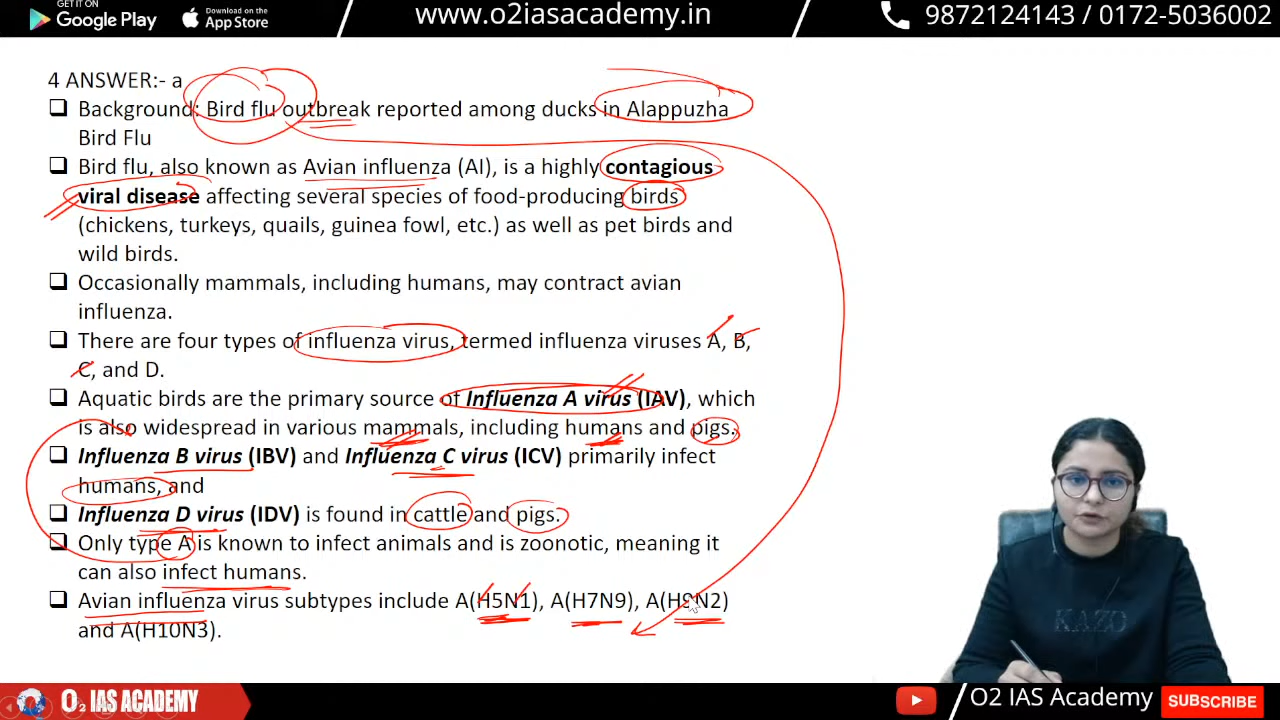 GET IT ON
Google Play
Download on the
App Store
www.o2iasacademy.in
9872124143 / 0172-5036002
4 ANSWER:- a
Background: Bird flu outbreak reported among ducks in Alappuzha
Bird Flu
Bird flu, also known as Avian influenza (AI), is a highly contagious
viral disease affecting several species of food-producing birds
(chickens, turkeys, quails, guinea fowl, etc.) as well as pet birds and
wild birds.
Occasionally mammals, including humans, may contract avian
influenza.
There are four types of influenza virus, termed influenza viruses A, B,
C, and D.
Aquatic birds are the primary source of Influenza A virus (IAV), which
is also widespread in various mammals, including humans and pigs.
Influenza B virus (IBV) and Influenza C virus (ICV) primarily infect
humans, and
Influenza D virus (IDV) is found in cattle and pigs.
Only type A is known to infect animals and is zoonotic, meaning it
can also infect humans.
Avian influenza virus subtypes include A(H5N1), A(H7N9), A(H9N2)
and A(H10N3).
KAZO
O2 IAS ACADEMY
O2 IAS Academy
SUBSCRIBE